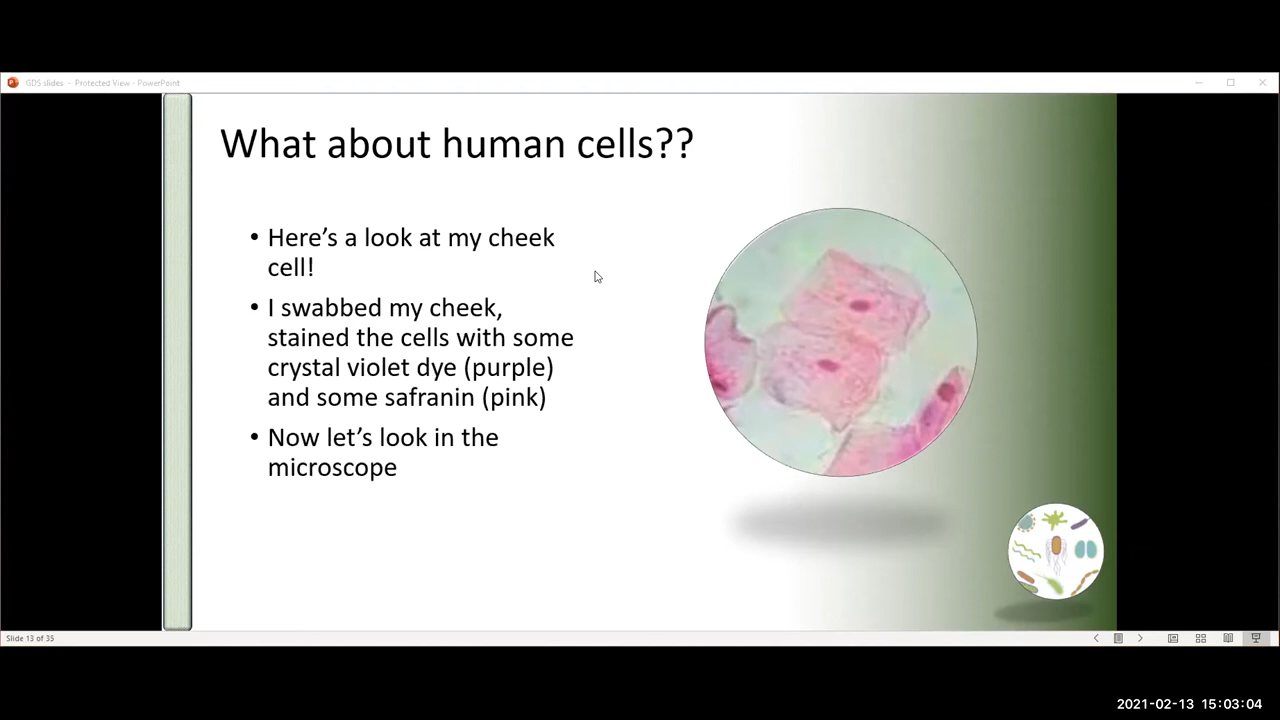 GDS slides - Protected View - PowerPoint
What about human cells??
• Here’s a look at my cheek
cell!
• I swabbed my cheek,
stained the cells with some
crystal violet dye (purple)
and some safranin (pink)
• Now let’s look in the
microscope
Slide 13 of 35
2021-02-13 15:03:04